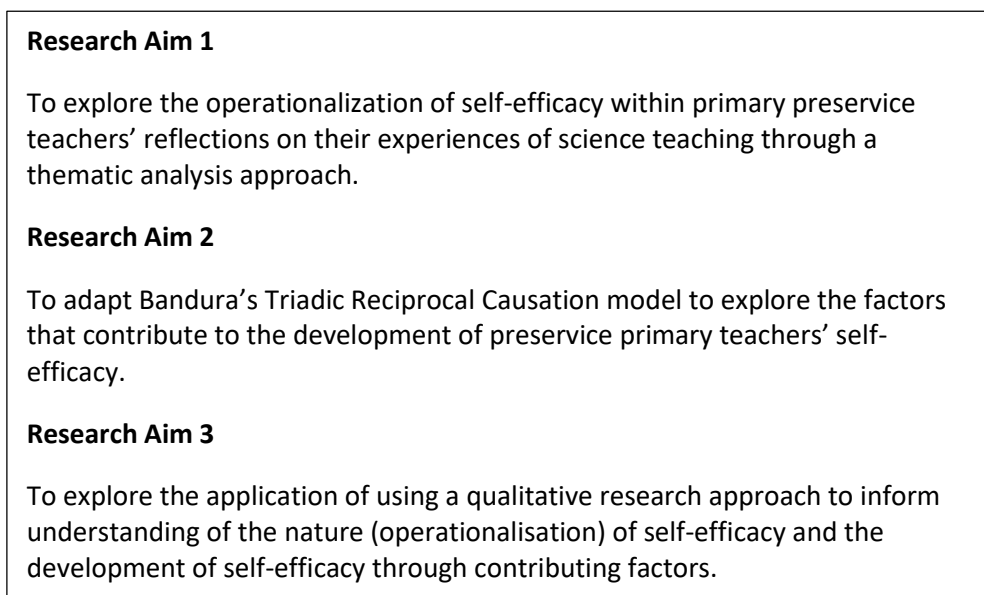 Research Aim 1
To explore the operationalization of self-efficacy within primary preservice
teachers’ reflections on their experiences of science teaching through a
thematic analysis approach.
Research Aim 2
To adapt Bandura’s Triadic Reciprocal Causation model to explore the factors
that contribute to the development of preservice primary teachers’ self-
efficacy.
Research Aim 3
To explore the application of using a qualitative research approach to inform
understanding of the nature (operationalisation) of self-efficacy and the
development of self-efficacy through contributing factors.